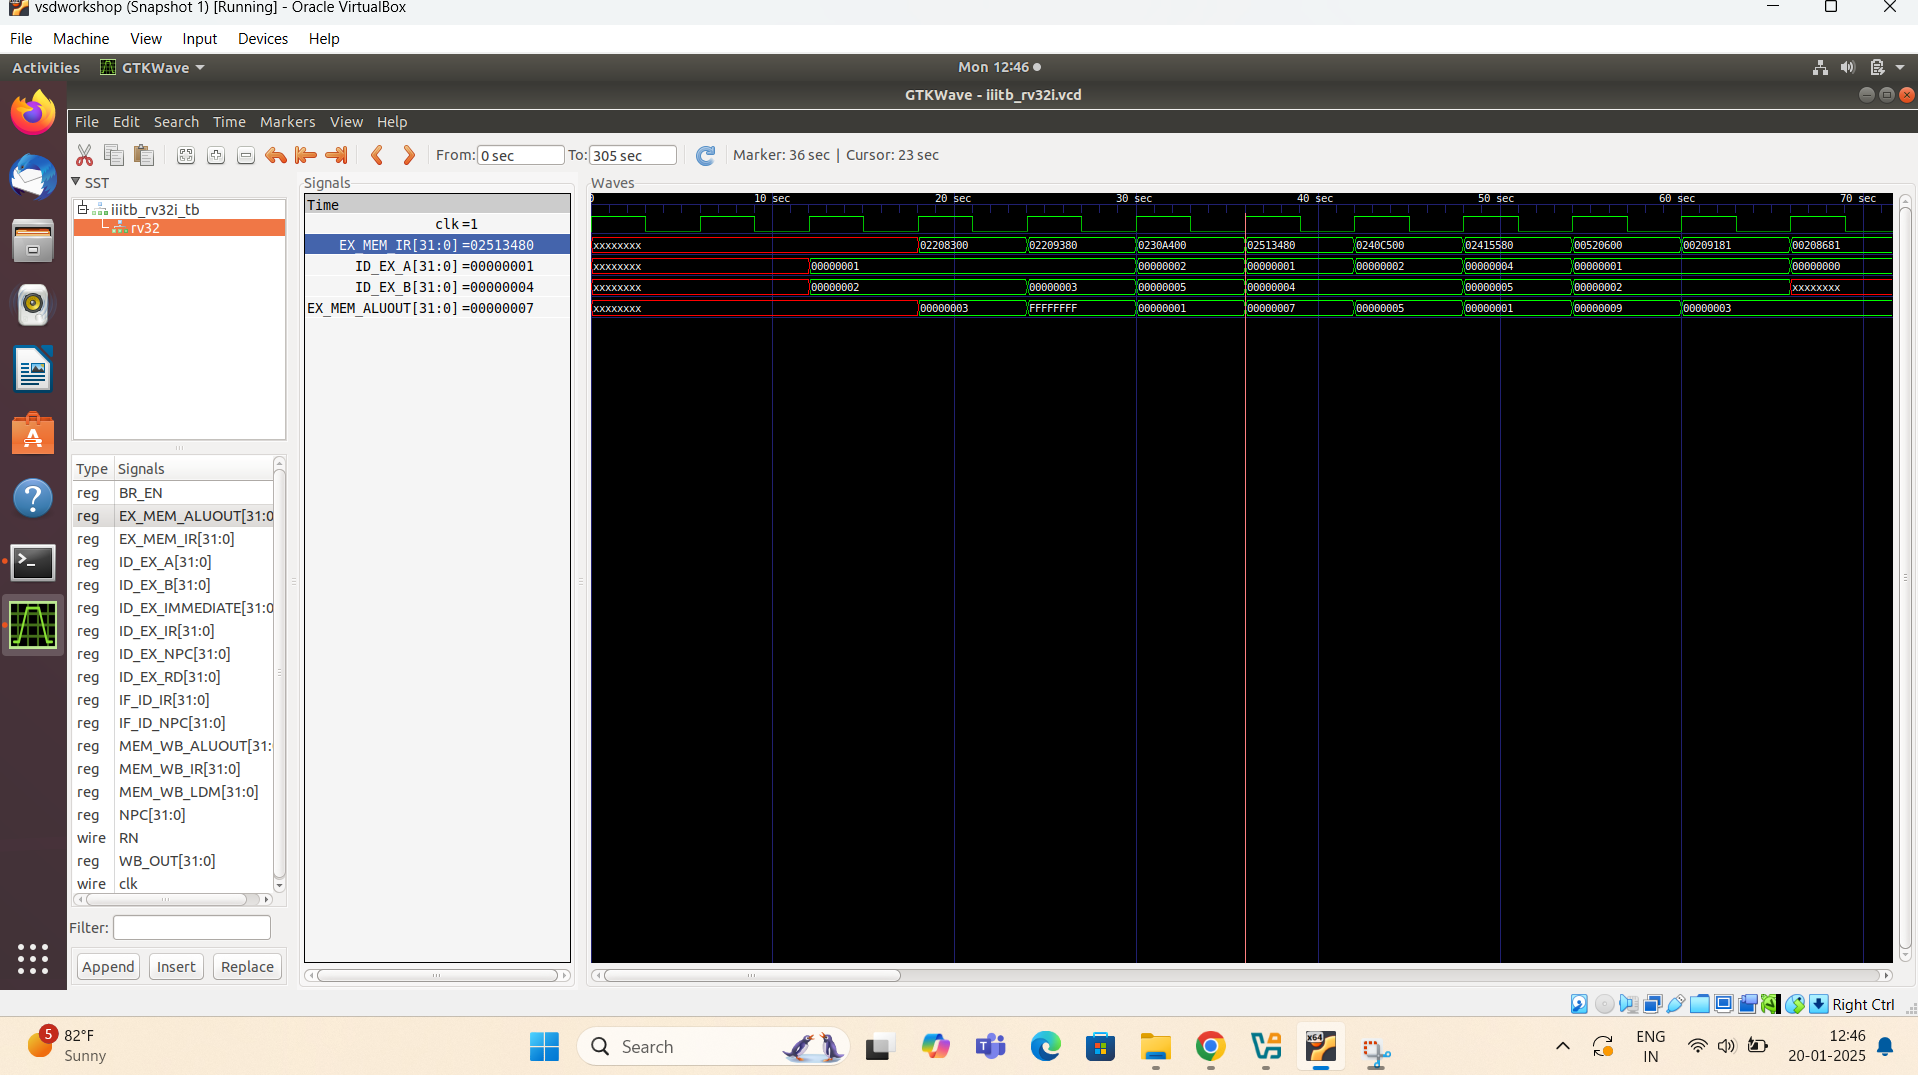 vsdworkshop (Snapshot 1) [Running] - Oracle VirtualBox
File Machine View Input Devices Help
Activities GTKWave Mon 12:46
GTKWave - iiitb_rv32i.vcd
File Edit Search Time Markers View Help
From: 0 sec To: 305 sec Marker: 36 sec | Cursor: 23 sec
SST
iiitb_rv32i_tb
rv32
Type Signals
reg BR_EN
reg EX_MEM_ALUOUT[31:0
reg EX_MEM_IR[31:0]
reg ID_EX_A[31:0]
reg ID_EX_B[31:0]
reg ID_EX_IMMEDIATE[31:0
reg ID_EX_IR[31:0]
reg ID_EX_NPC[31:0]
reg ID_EX_RD[31:0]
reg IF_ID_IR[31:0]
reg IF_ID_NPC[31:0]
reg MEM_WB_ALUOUT[31:
reg MEM_WB_IR[31:0]
reg MEM_WB_LDM[31:0]
reg NPC[31:0]
wire RN
reg WB_OUT[31:0]
wire clk
Filter:
Append Insert Replace
Signals
Time
clk =1
EX_MEM_IR[31:0] =02513480
ID_EX_A[31:0] =00000001
ID_EX_B[31:0] =00000004
EX_MEM_ALUOUT[31:0] =00000007
Waves
0 10 sec 20 sec 30 sec 40 sec 50 sec 60 sec 70 sec
xxxxxxxx 02208300 02209380 0230A400 02513480 0240C500 02415580 00520600 00209181 00208681
xxxxxxxx 00000001 00000002 00000001 00000002 00000004 00000001 00000000
xxxxxxxx 00000002 00000003 00000005 00000004 00000005 00000002 xxxxxxxx
xxxxxxxx 00000003 FFFFFFFF 00000001 00000007 00000005 00000001 00000009 00000003
Right Ctrl
5 82°F
Sunny
Search
x64
ENG
IN
12:46
20-01-2025